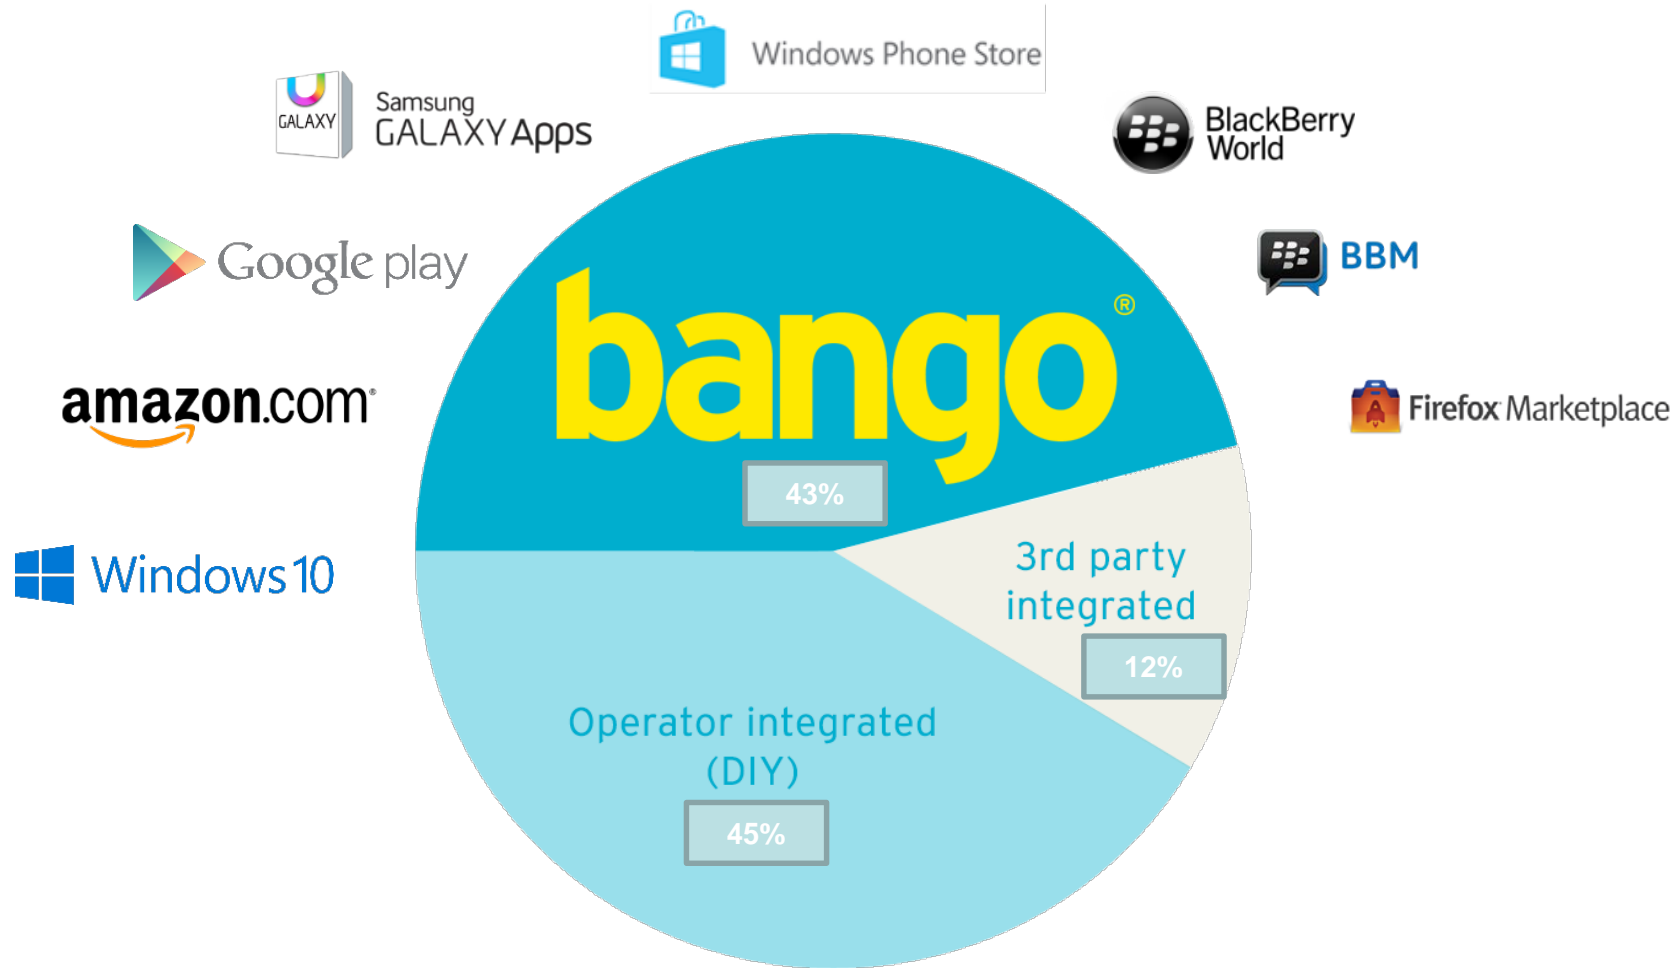 Windows Phone Store
Samsung
GALAXY Apps
GALAXY
BlackBerry
World
Google play
BBM
bango®
amazon.com®
Firefox Marketplace
43%
Windows 10
3rd party
integrated
12%
Operator integrated
(DIY)
45%